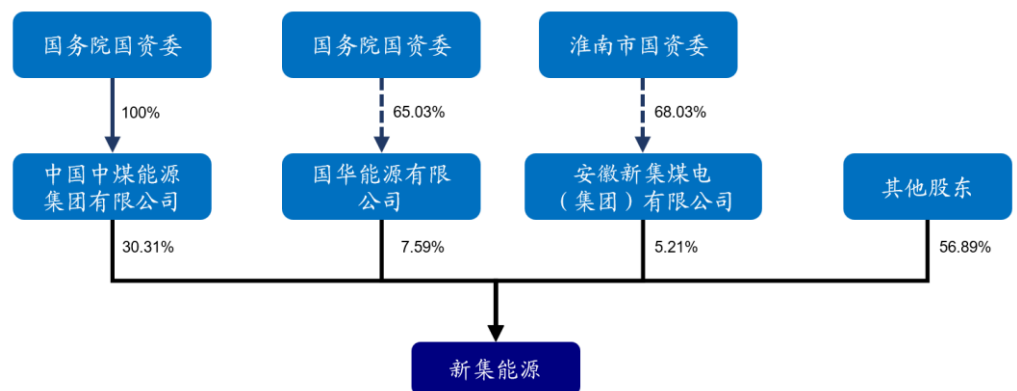 国务院国资委
国务院国资委
淮南市国资委
100%
65.03%
68.03%
中国中煤能源
集团有限公司
国华能源有限
公司
安徽新集煤电
（集团）有限公司
其他股东
30.31%
7.59%
5.21%
56.89%
新集能源